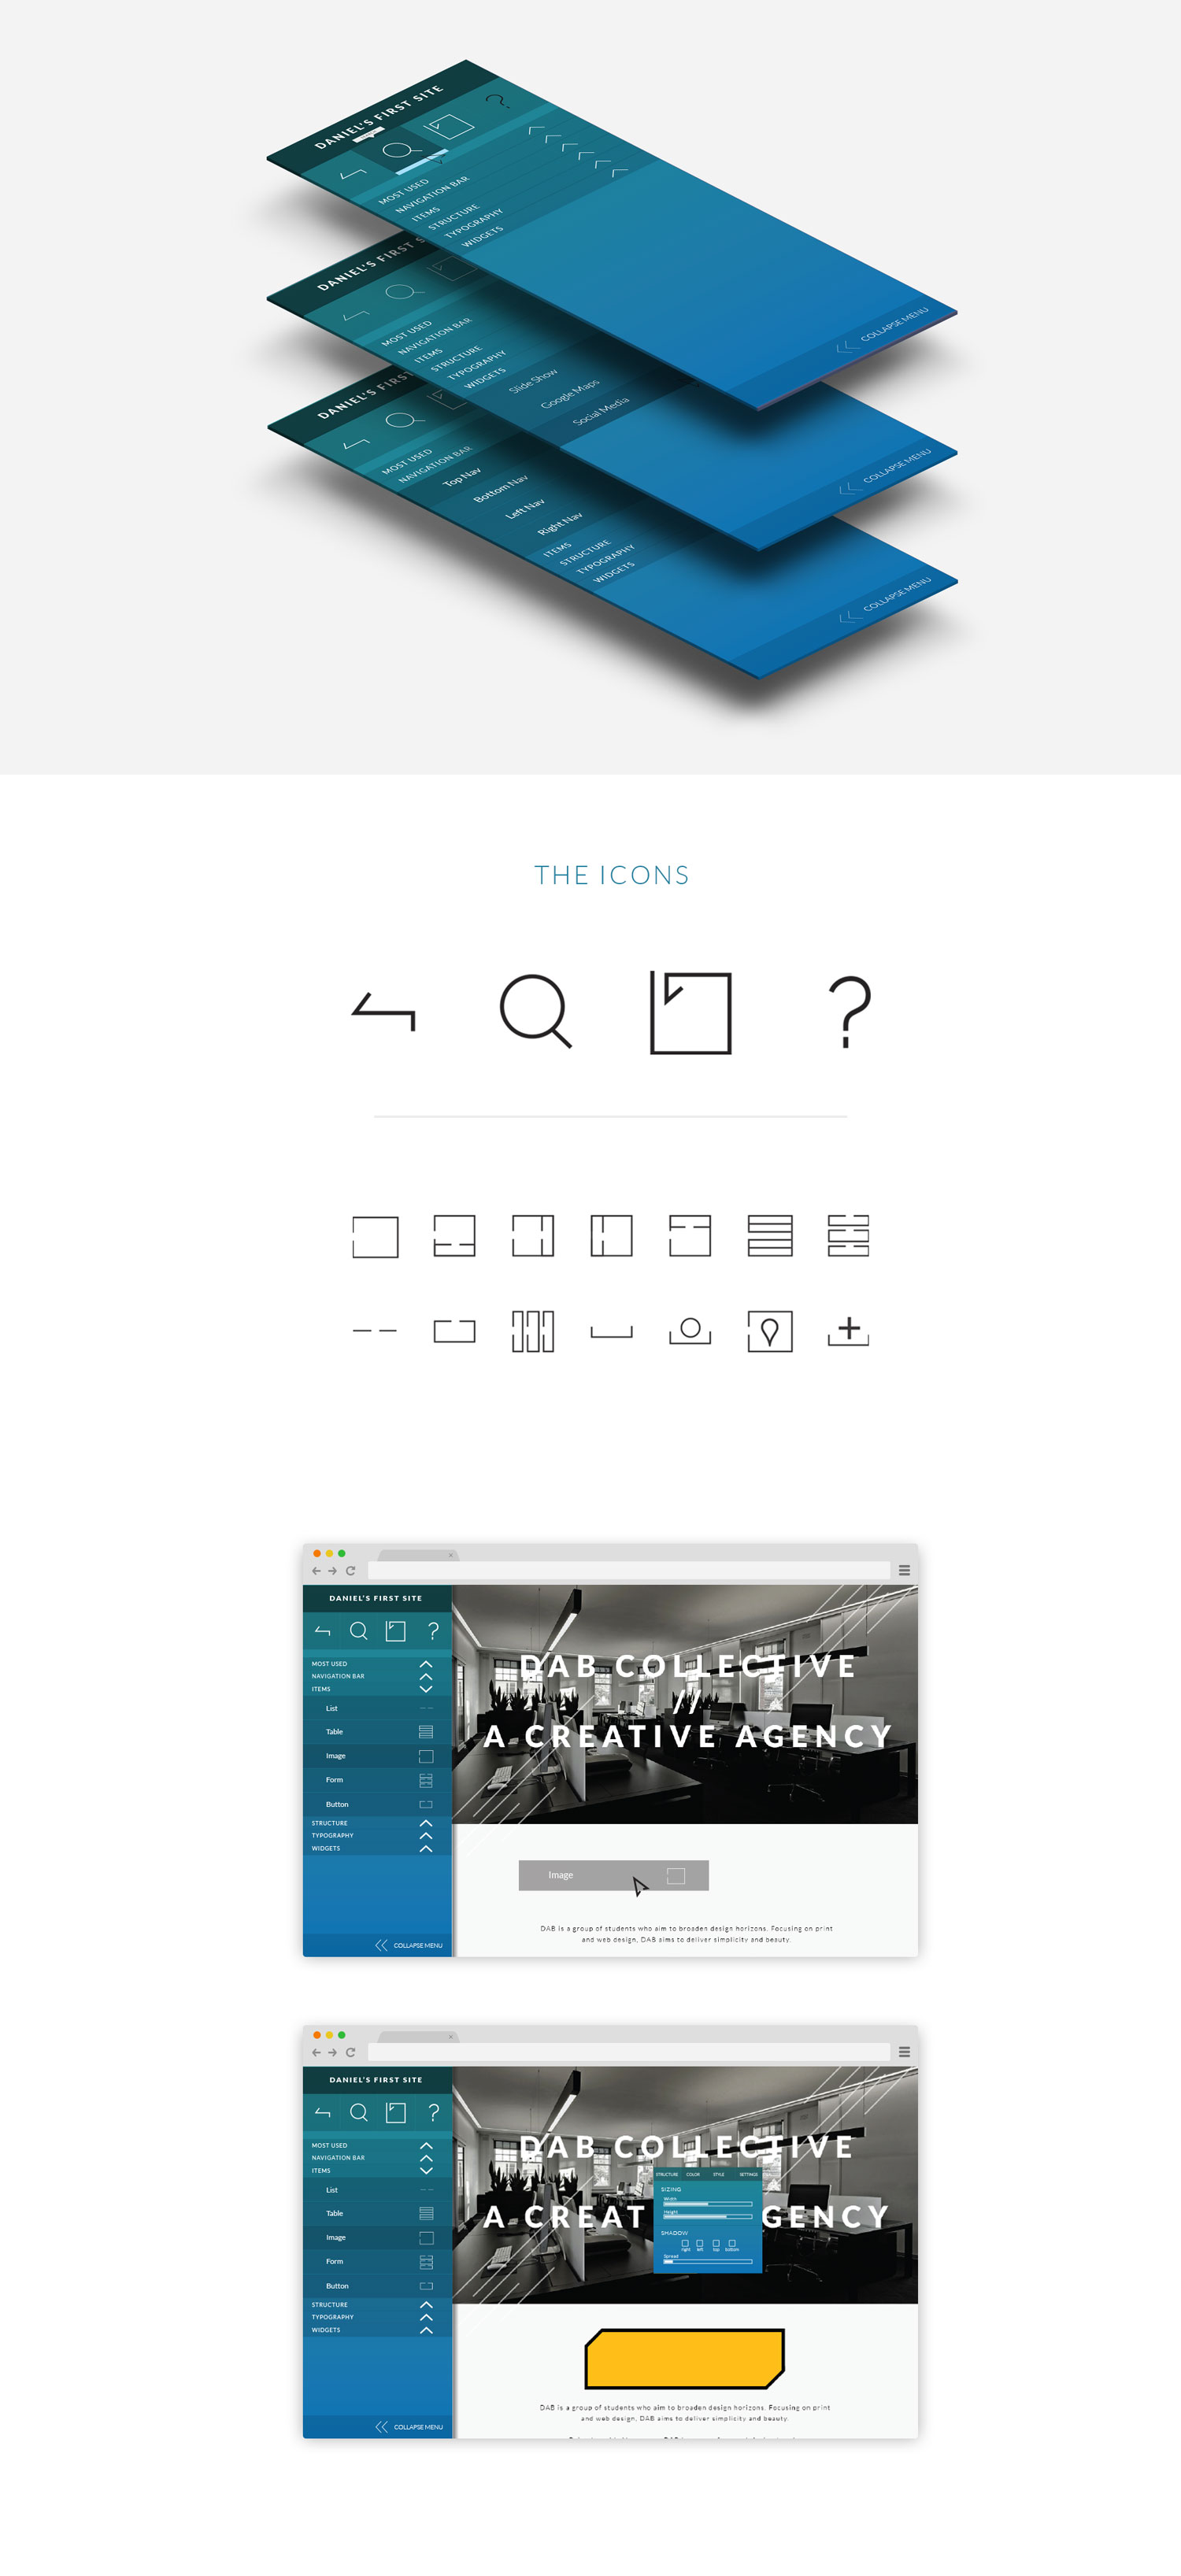 DANIEL'S FIRST SITE
MOST USED
NAVIGATION BAR
ITEMS
STRUCTURE
TYPOGRAPHY
WIDGETS
COLLAPSE MENU
DANIEL'S FIRST
MOST USED
NAVIGATION BAR
ITEMS
STRUCTURE
TYPOGRAPHY
WIDGETS
Slide Show
Google Maps
Social Media
COLLAPSE MENU
DANIEL'S FIRST
MOST USED
NAVIGATION BAR
Top Nav
Bottom Nav
Left Nav
Right Nav
ITEMS
STRUCTURE
TYPOGRAPHY
WIDGETS
COLLAPSE MENU
THE ICONS
?
DANIEL'S FIRST SITE
?
MOST USED
NAVIGATION BAR
ITEMS
List
Table
Image
Form
Button
STRUCTURE
TYPOGRAPHY
WIDGETS
COLLAPSE MENU
DAB COLLECTIVE
//
A CREATIVE AGENCY
Image
DAB is a group of students who aim to broaden design horizons. Focusing on print
and web design, DAB aims to deliver simplicity and beauty.
DANIEL'S FIRST SITE
?
MOST USED
NAVIGATION BAR
ITEMS
List
Table
Image
Form
Button
STRUCTURE
TYPOGRAPHY
WIDGETS
COLLAPSE MENU
DAB COLLECTIVE
A CREAT GENCY
STRUCTURE COLOR STYLE SETTINGS
SIZING
Width
Height
SHADOW
right left top bottom
Spread
DAB is a group of students who aim to broaden design horizons. Focusing on print
and web design, DAB aims to deliver simplicity and beauty.